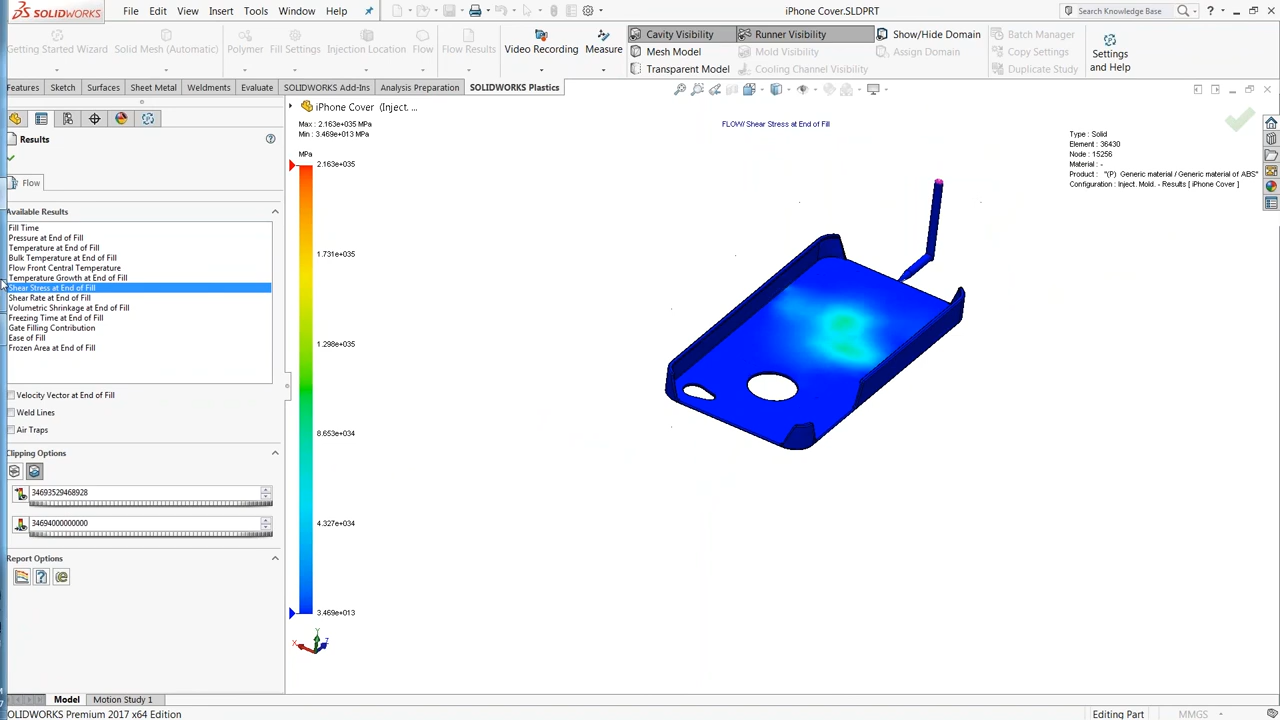 SOLIDWORKS File Edit View Insert Tools Window Help iPhone Cover.SLDPRT Search Knowledge Base
Getting Started Wizard Solid Mesh (Automatic) Polymer Fill Settings Injection Location Flow Flow Results Video Recording Measure
Cavity Visibility Runner Visibility Show/Hide Domain Batch Manager
Mesh Model Mold Visibility Assign Domain Copy Settings
Transparent Model Cooling Channel Visibility Duplicate Study
Settings
and Help
Features Sketch Surfaces Sheet Metal Weldments Evaluate SOLIDWORKS Add-Ins Analysis Preparation SOLIDWORKS Plastics
iPhone Cover (Inject. ...
Results
Flow
Available Results
Fill Time
Pressure at End of Fill
Temperature at End of Fill
Bulk Temperature at End of Fill
Flow Front Central Temperature
Temperature Growth at End of Fill
Shear Stress at End of Fill
Shear Rate at End of Fill
Volumetric Shrinkage at End of Fill
Freezing Time at End of Fill
Gate Filling Contribution
Ease of Fill
Frozen Area at End of Fill
Velocity Vector at End of Fill
Weld Lines
Air Traps
Clipping Options
34693529468928
34694000000000
Report Options
Max : 2.163e+035 MPa
Min : 3.469e+013 MPa
MPa
2.163e+035
1.731e+035
1.298e+035
8.653e+034
4.327e+034
3.469e+013
FLOW/ Shear Stress at End of Fill
Type : Solid
Element : 36430
Node : 15256
Material : -
Product : "(P) Generic material / Generic material of ABS"
Configuration : Inject. Mold. - Results [ iPhone Cover ]
X
Y
Z
Model Motion Study 1
SOLIDWORKS Premium 2017 x64 Edition Editing Part MMGS